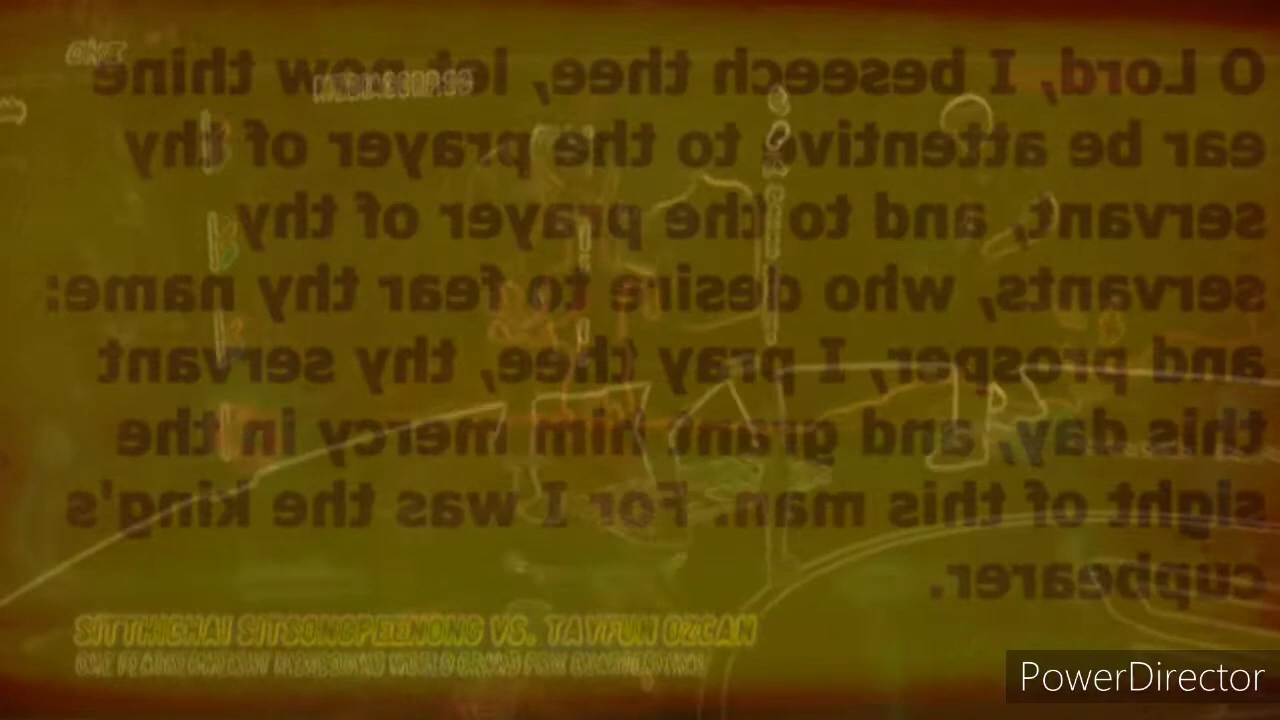 ONE
MEDIACORP.SG
O Lord, I beseech thee, let now thine
ear be attentive to the prayer of thy
servant, and to the prayer of thy
servants, who desire to fear thy name:
and prosper, I pray thee, thy servant
this day, and grant him mercy in the
sight of this man. For I was the king's
cupbearer.
SITTHICHAI SITSONGPEENONG VS. TAYFUN OZCAN
PowerDirector